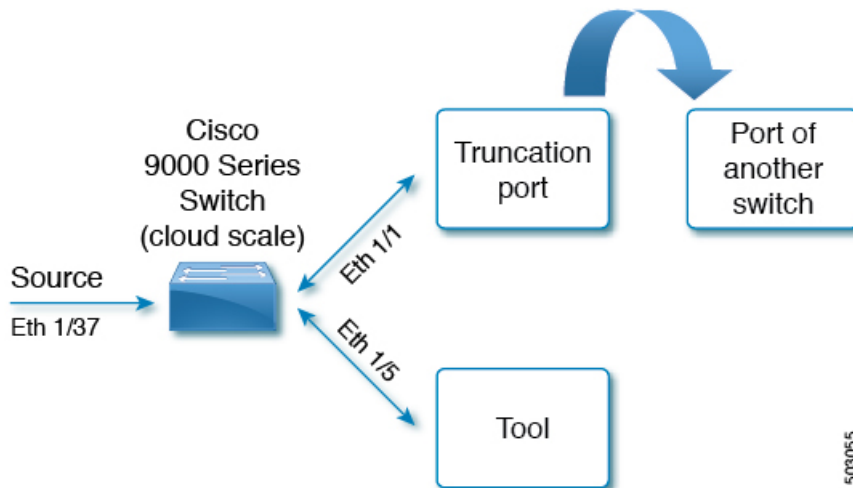 Cisco
9000 Series
Switch
(cloud scale)
Source
Eth 1/37
Eth 1/1
Eth 1/5
Truncation
port
Port of
another
switch
Tool
503055